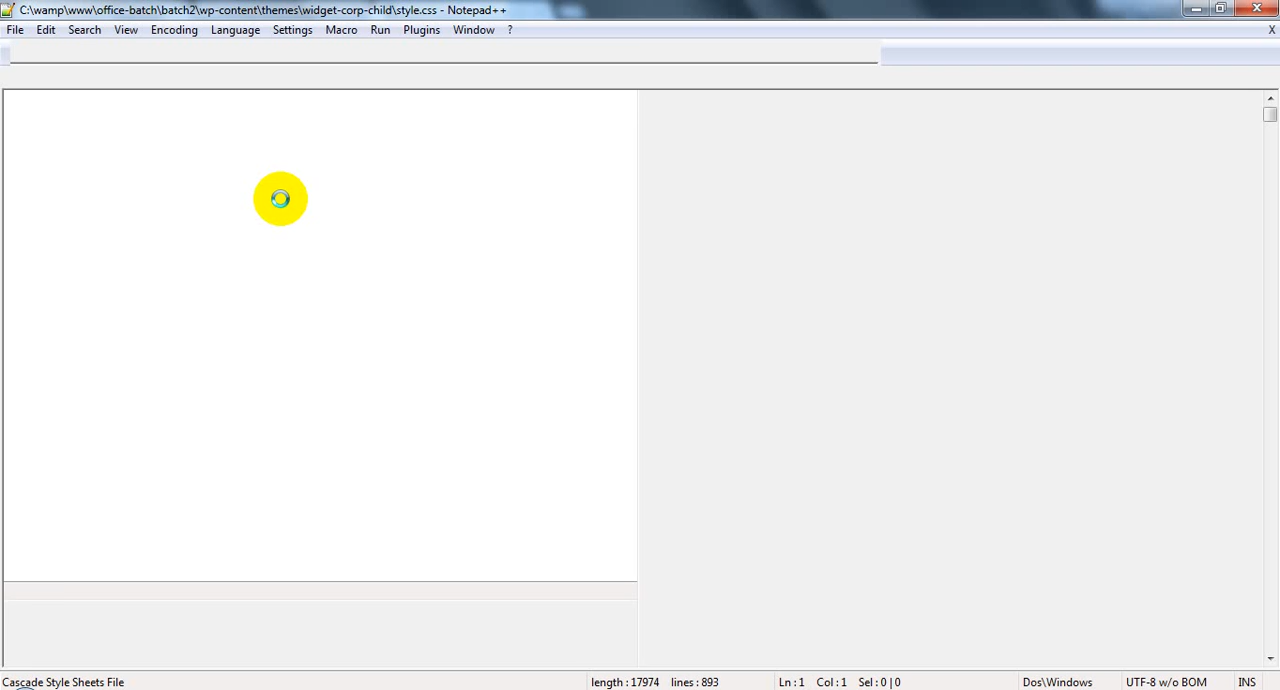 C:\wamp\www\office-batch\batch2\wp-content\themes\widget-corp-child\style.css - Notepad++
File Edit Search View Encoding Language Settings Macro Run Plugins Window ? X
Cascade Style Sheets File length : 17974 lines : 893 Ln : 1 Col : 1 Sel : 0 | 0 Dos\Windows UTF-8 w/o BOM INS